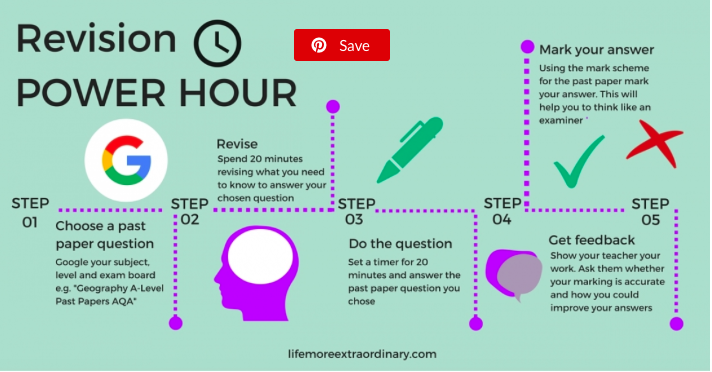 Revision
Save
POWER HOUR
STEP
01
Choose a past
paper question
Google your subject,
level and exam board
e.g. "Geography A-Level
Past Papers AQA"
STEP
02
Revise
Spend 20 minutes
revising what you need
to know to answer your
chosen question
STEP
03
Do the question
Set a timer for 20
minutes and answer the
past paper question you
chose
STEP
04
Mark your answer
Using the mark scheme
for the past paper mark
your answer. This will
help you to think like an
examiner '
STEP
05
Get feedback
Show your teacher your
work. Ask them whether
your marking is accurate
and how you could
improve your answers
lifemoreextraordinary.com